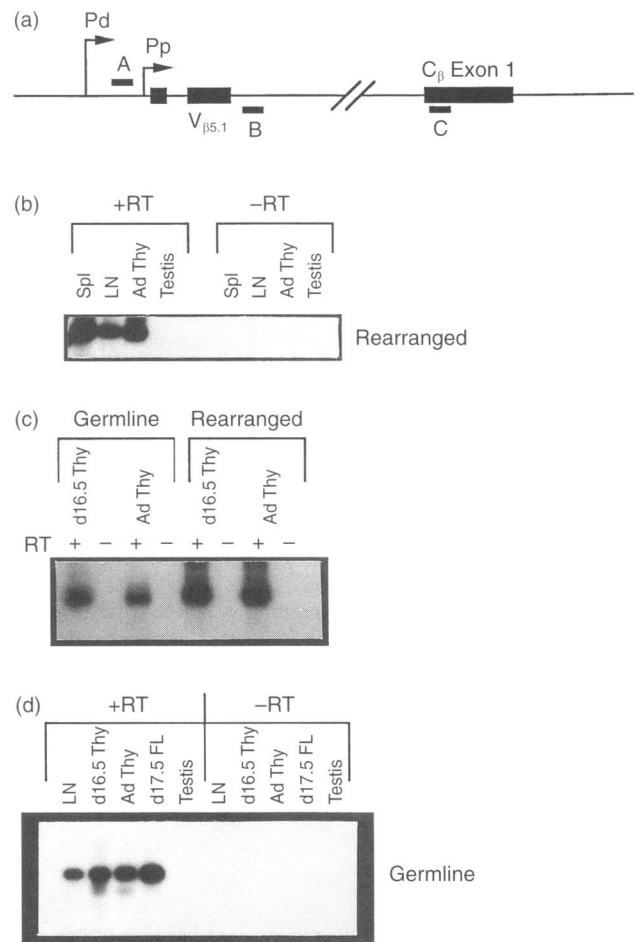 (a)
Pd
A
Pp
Cβ Exon 1
Vβ5.1
B
C
(b)
+RT
–RT
Spl
LN
Ad Thy
Testis
Spl
LN
Ad Thy
Testis
Rearranged
(c)
Germline
Rearranged
d16.5 Thy
Ad Thy
d16.5 Thy
Ad Thy
RT + – + – + – + –
(d)
+RT
–RT
LN
d16.5 Thy
Ad Thy
d17.5 FL
Testis
LN
d16.5 Thy
Ad Thy
d17.5 FL
Testis
Germline